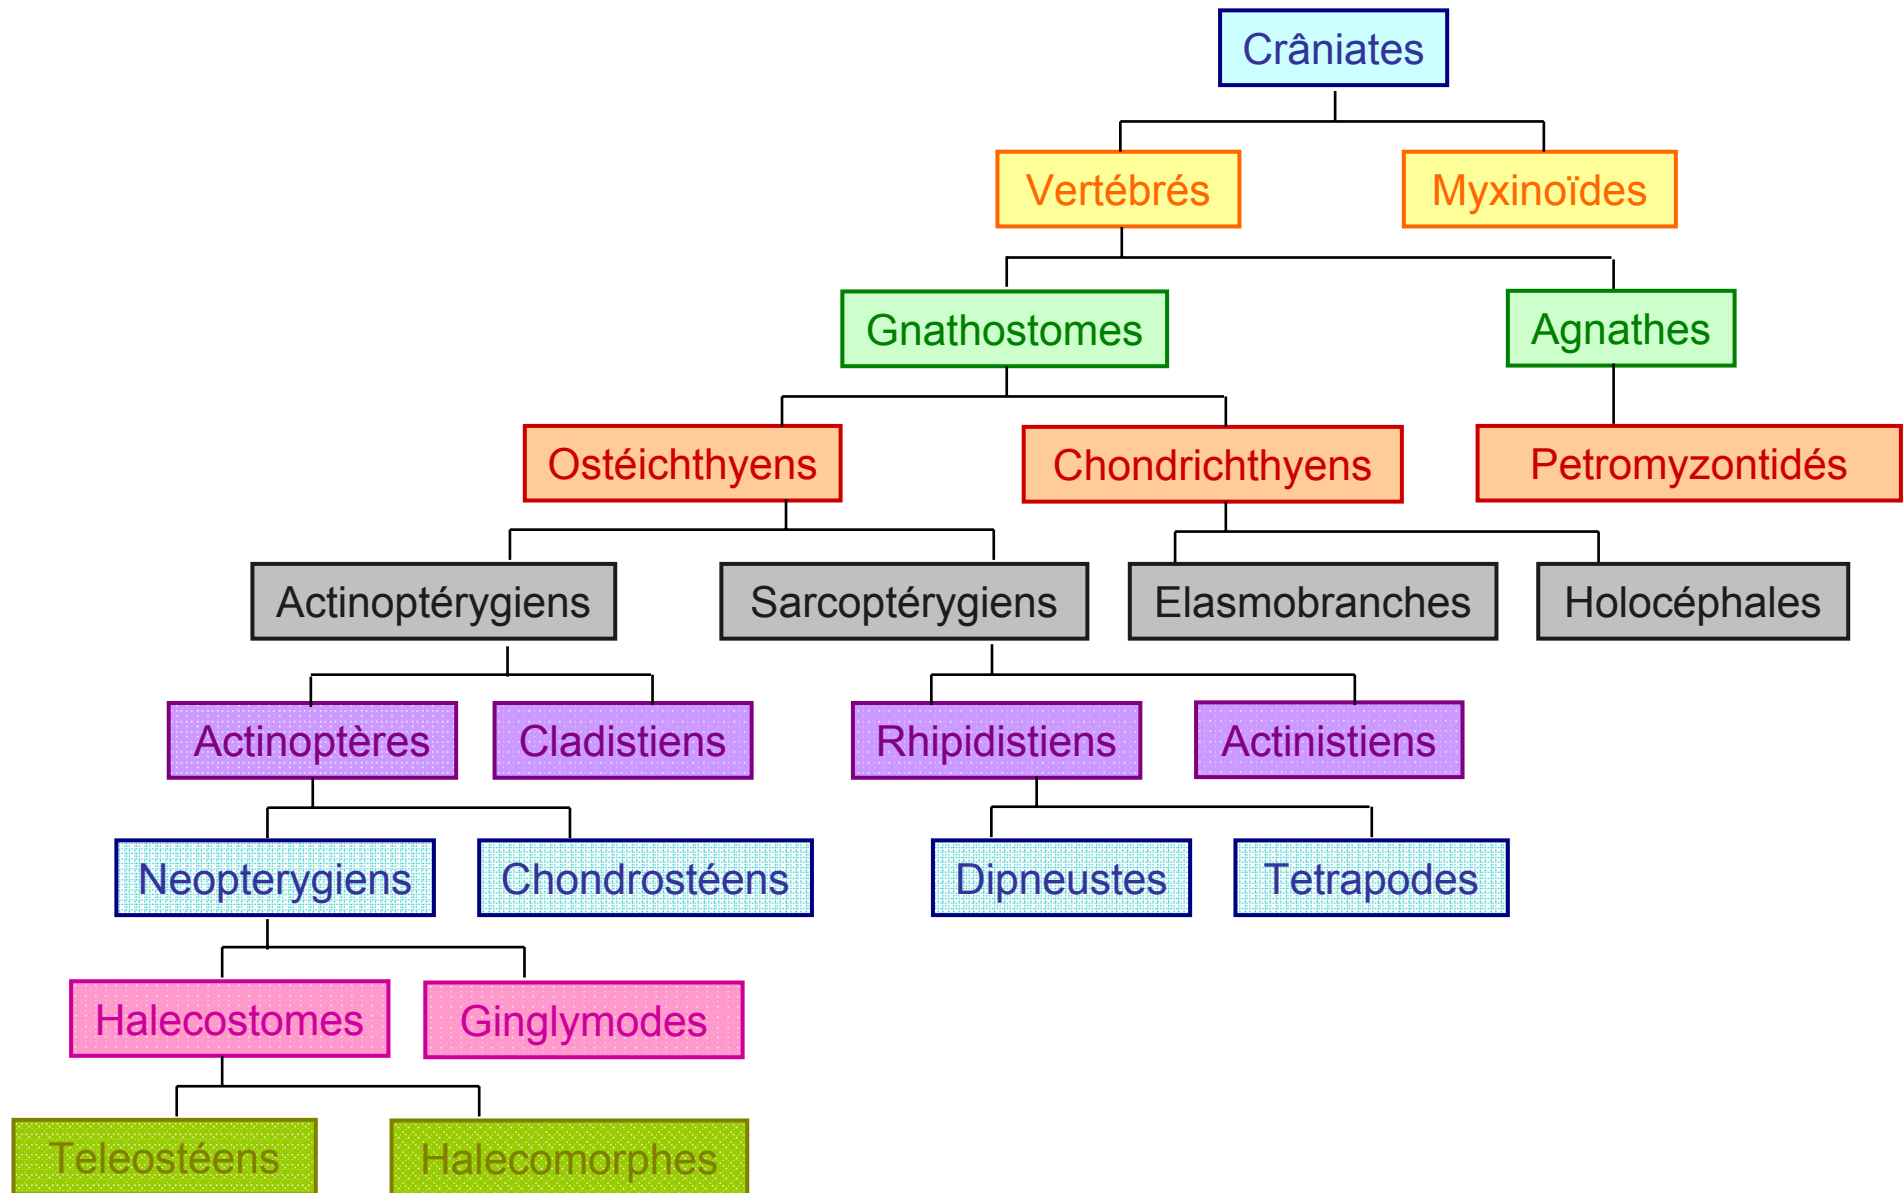 Crâniates
Vertébrés
Myxinoïdes
Gnathostomes
Agnathes
Ostéichthyens
Chondrichthyens
Petromyzontidés
Actinoptérygiens
Sarcoptérygiens
Elasmobranches
Holocéphales
Actinoptères
Cladistiens
Rhipidistiens
Actinistiens
Neopterygiens
Chondrostéens
Dipneustes
Tetrapodes
Halecostomes
Ginglymodes
Teleostéens
Halecomorphes